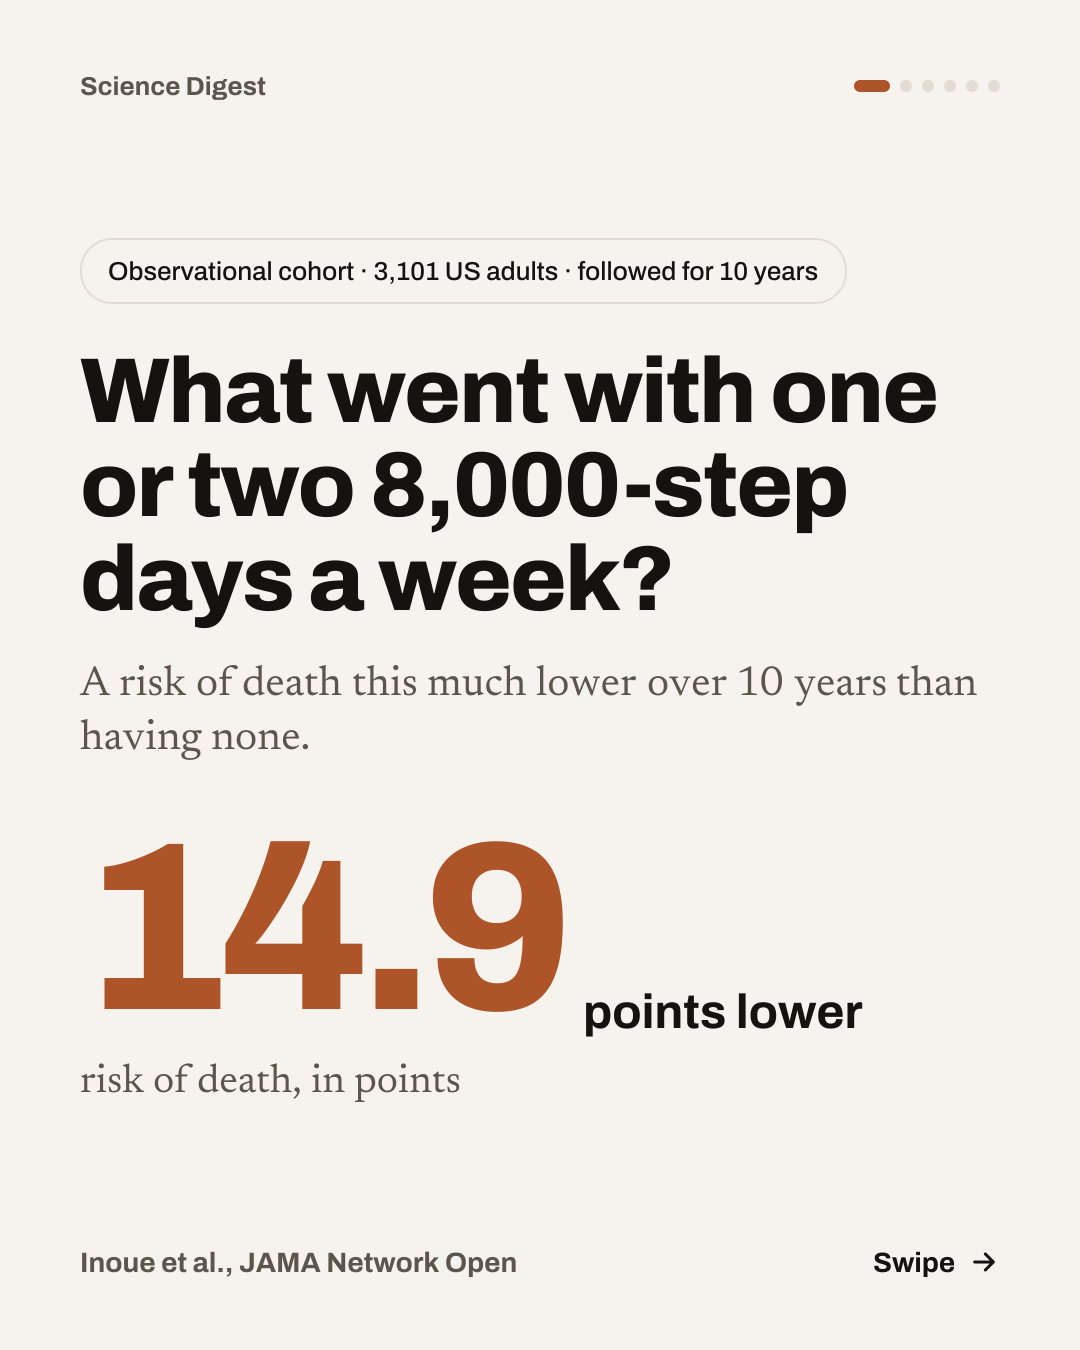 Science Digest
Observational cohort · 3,101 US adults · followed for 10 years
What went with one
or two 8,000-step
days a week?
A risk of death this much lower over 10 years than
having none.
14.9 points lower
risk of death, in points
Inoue et al., JAMA Network Open
Swipe →